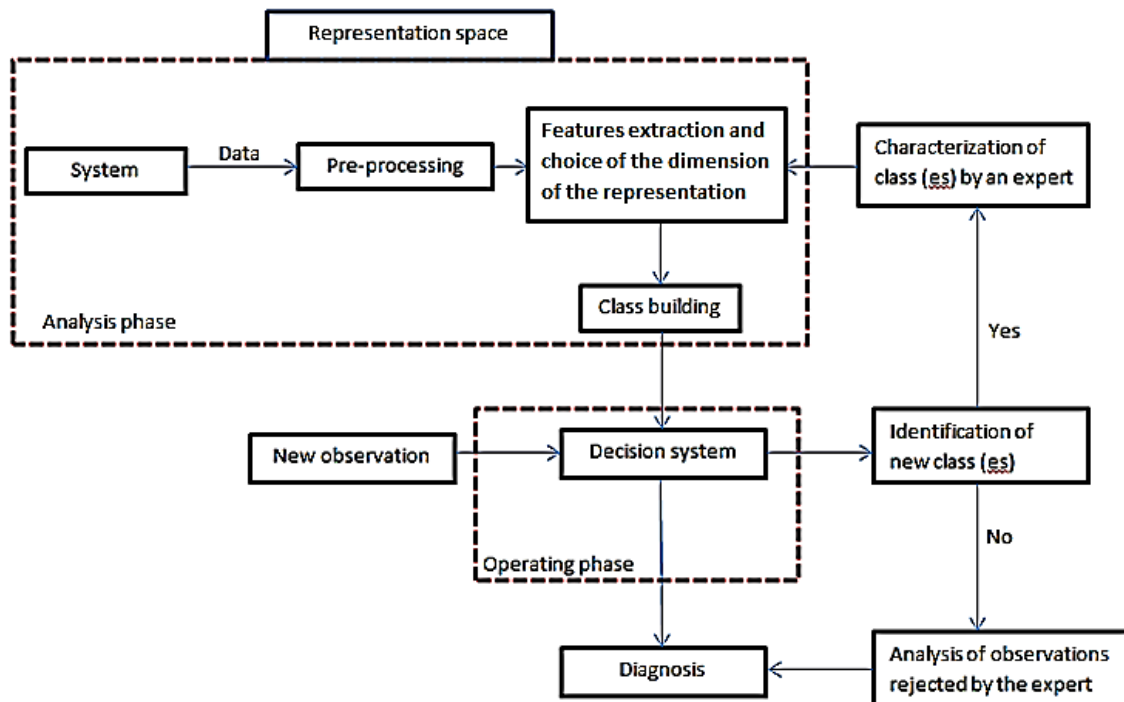 Representation space
System
Data
Pre-processing
Features extraction and
choice of the dimension
of the representation
Characterization of
class (es) by an expert
Class building
Analysis phase
Yes
New observation
Decision system
Identification of
new class (es)
Operating phase
No
Diagnosis
Analysis of observations
rejected by the expert